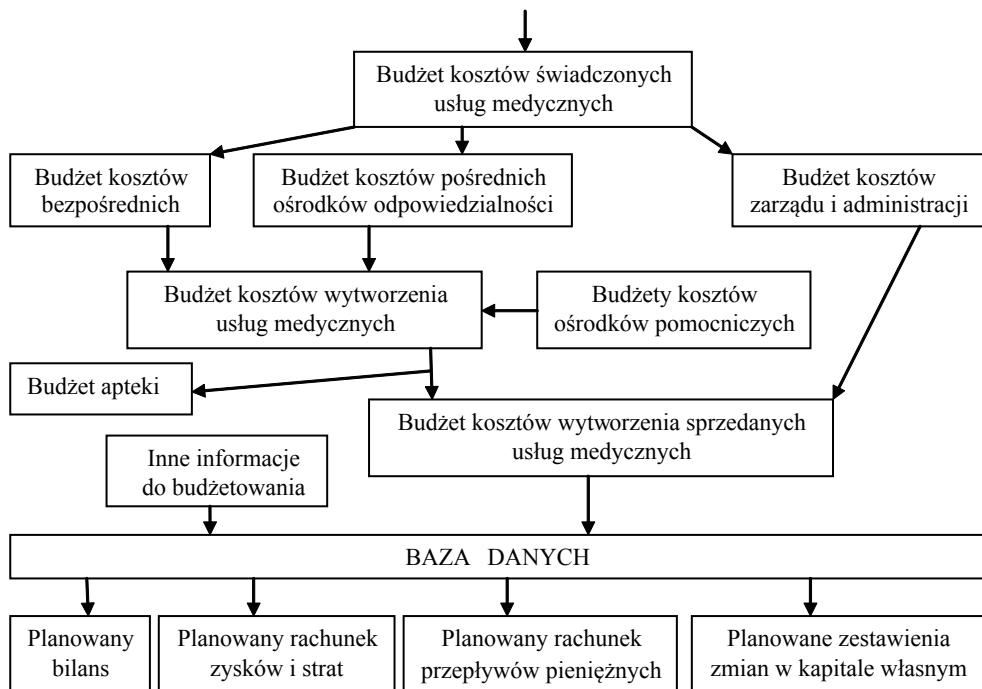 Budżet kosztów świadczonych
usług medycznych
Budżet kosztów
bezpośrednich
Budżet kosztów pośrednich
ośrodków odpowiedzialności
Budżet kosztów
zarządu i administracji
Budżet kosztów wytworzenia
usług medycznych
Budżety kosztów
ośrodków pomocniczych
Budżet apteki
Budżet kosztów wytworzenia sprzedanych
usług medycznych
Inne informacje
do budżetowania
BAZA DANYCH
Planowany
bilans
Planowany rachunek
zysków i strat
Planowany rachunek
przepływów pieniężnych
Planowane zestawienia
zmian w kapitale własnym